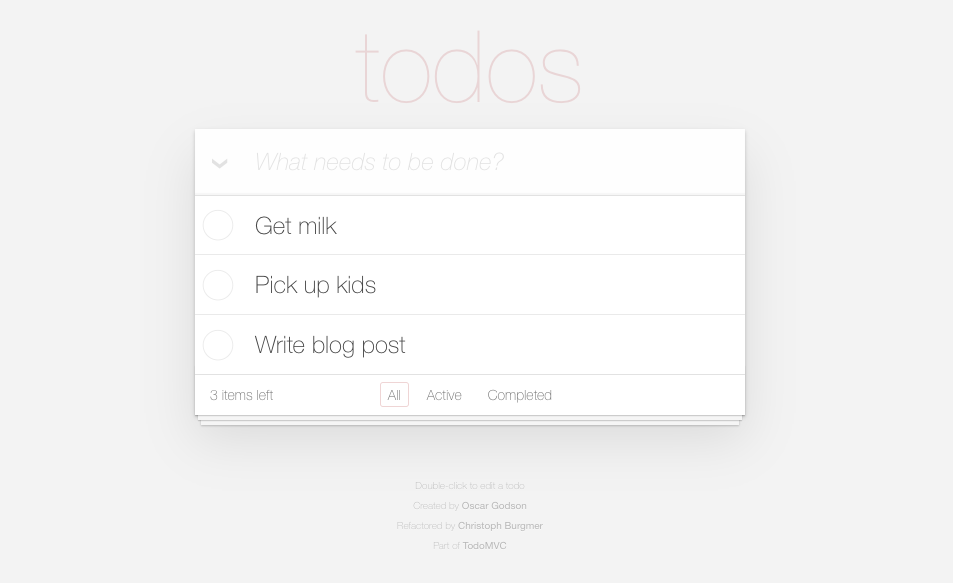 todos
What needs to be done?
Get milk
Pick up kids
Write blog post
3 items left All Active Completed
Double-click to edit a todo
Created by Oscar Godson
Refactored by Christoph Burgmer
Part of TodoMVC